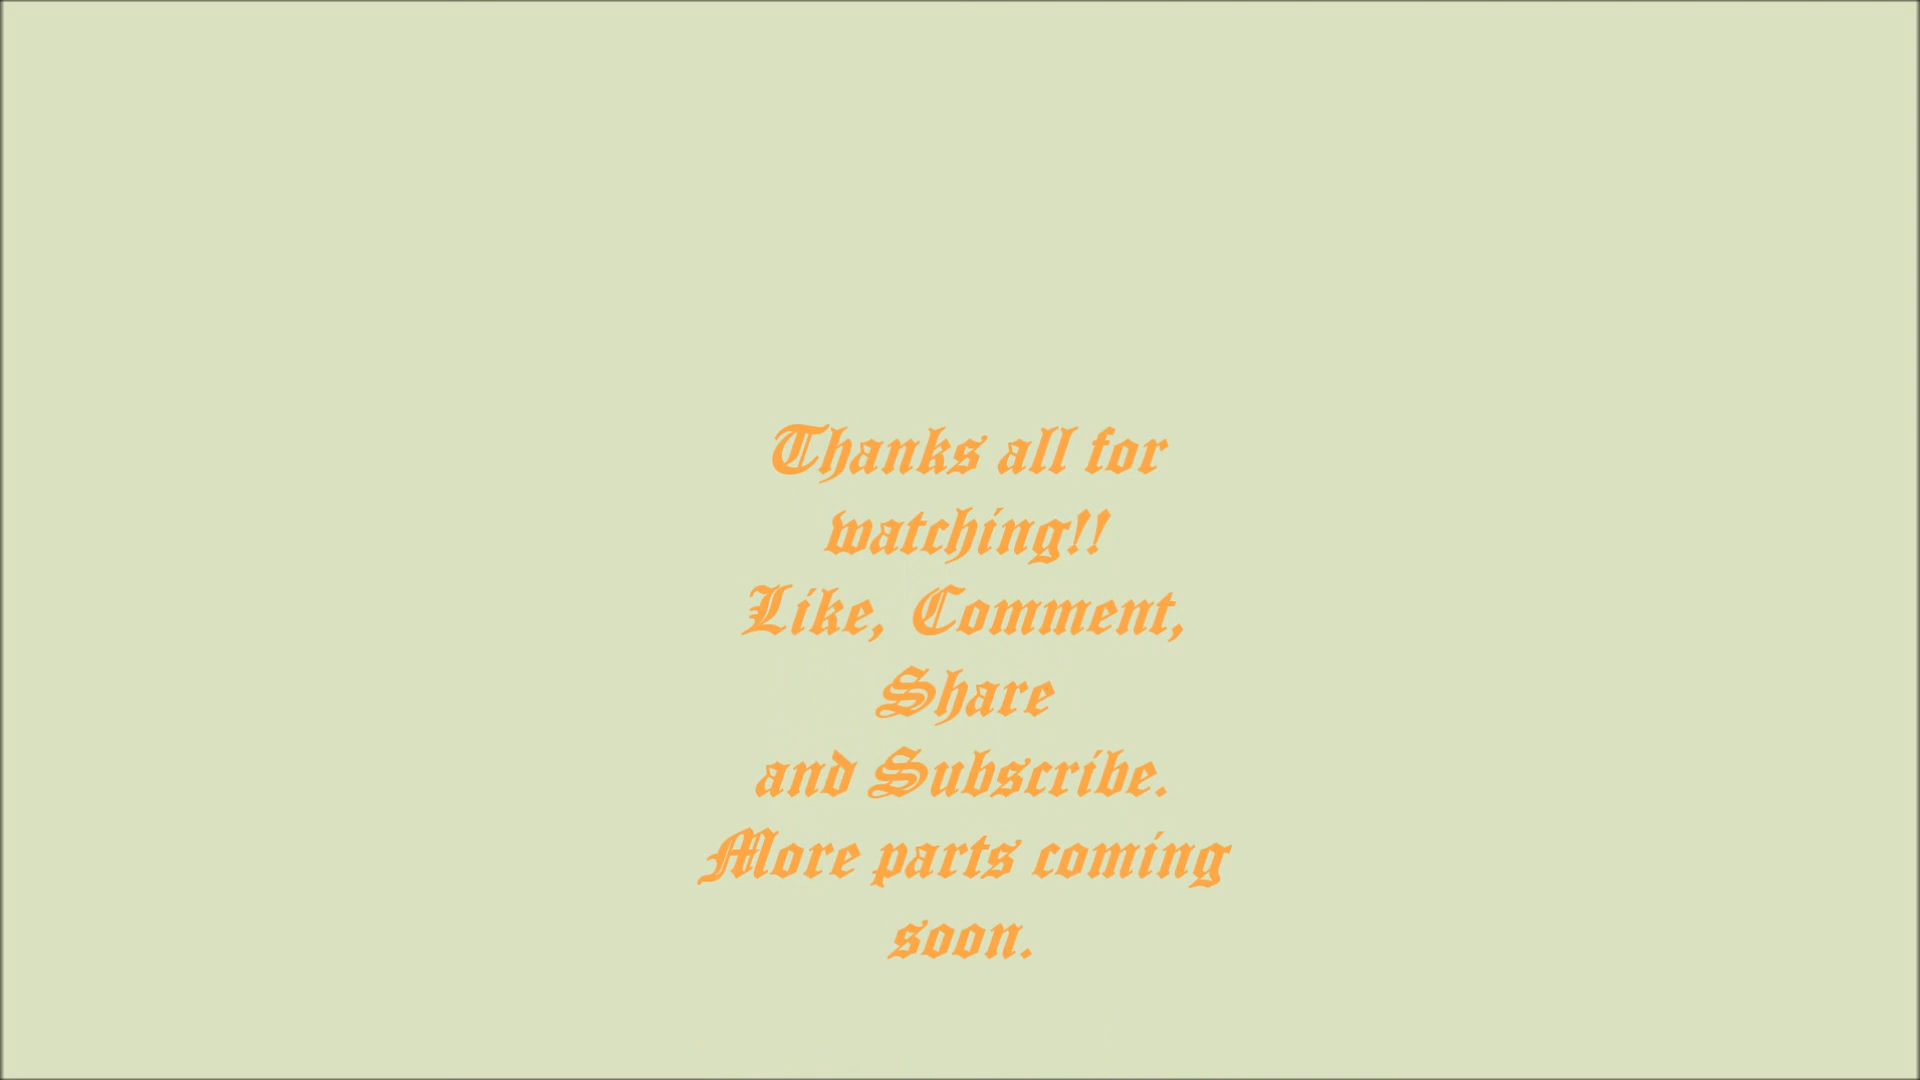 Thanks all for
watching!!
Like, Comment,
Share
and Subscribe.
More parts coming
soon.